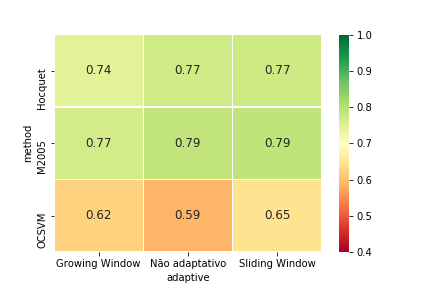 1.0
0.74 0.77 0.77
Hocquet
0.9
0.8
0.77 0.79 0.79
method
M2005
0.7
0.6
0.62 0.59 0.65
OCSVM
0.5
0.4
Growing Window Não adaptativo Sliding Window
adaptive